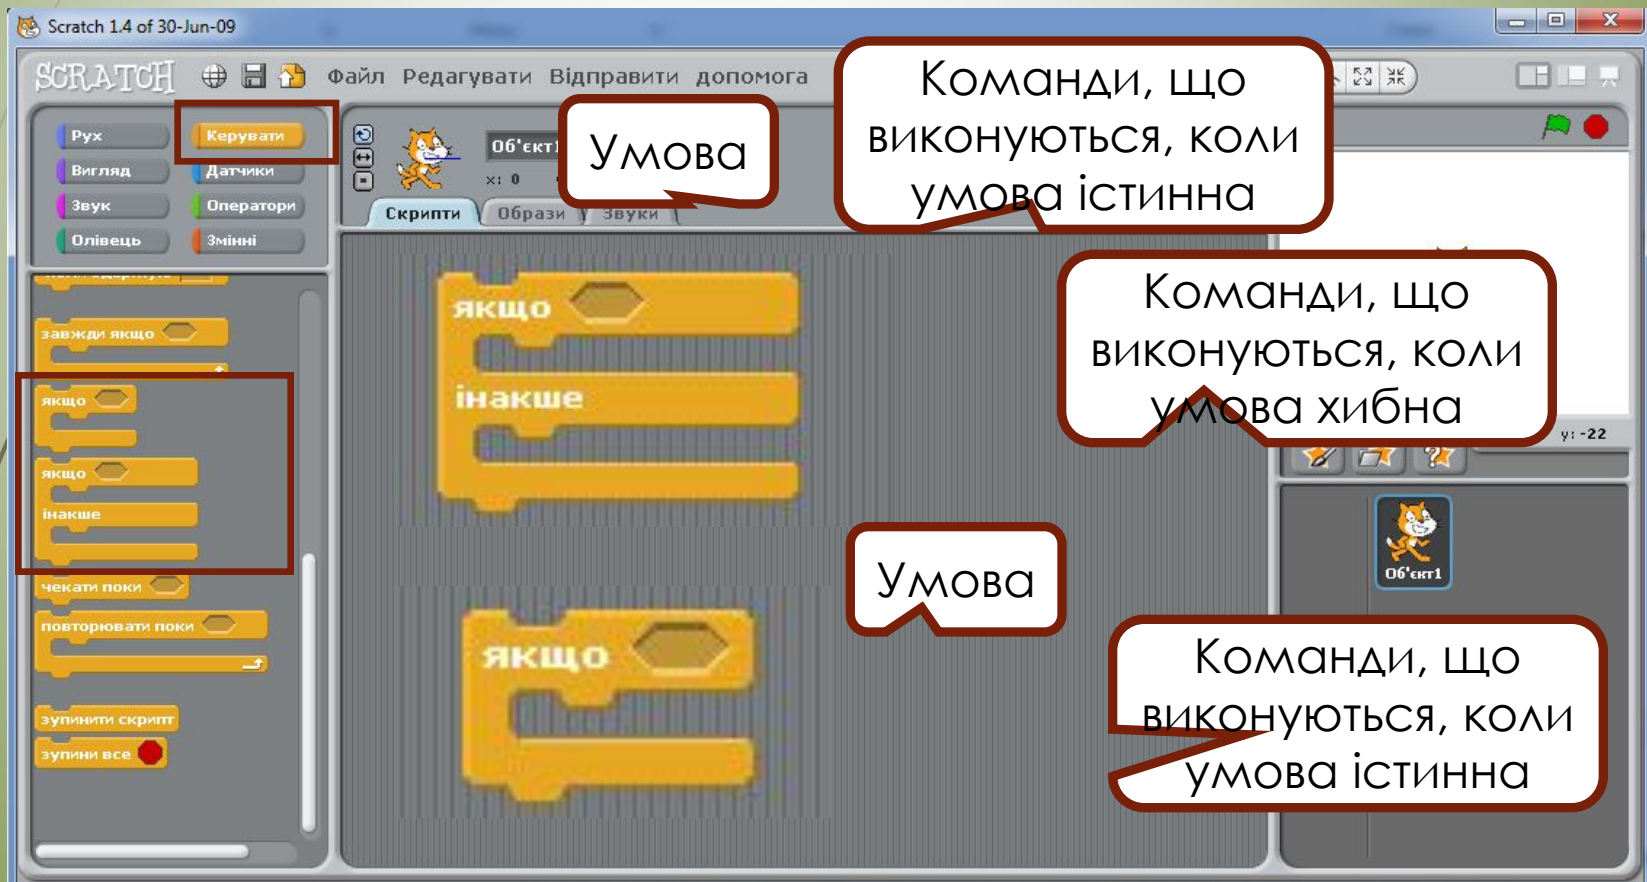 Scratch 1.4 of 30-Jun-09
SCRATCH
Файл Редагувати Відправити допомога
Рух
Керувати
Вигляд
Датчики
Звук
Оператори
Олівець
Змінні
Об'єкт1
x: 0
Скрипти
Образи
Звуки
Умова
Команди, що
виконуються, коли
умова істинна
завжди якщо
якщо
якщо
інакше
чекати поки
повторювати поки
зупинити скрипт
зупини все
якщо
інакше
Команди, що
виконуються, коли
умова хибна
y: -22
Умова
якщо
Об'єкт1
Команди, що
виконуються, коли
умова істинна